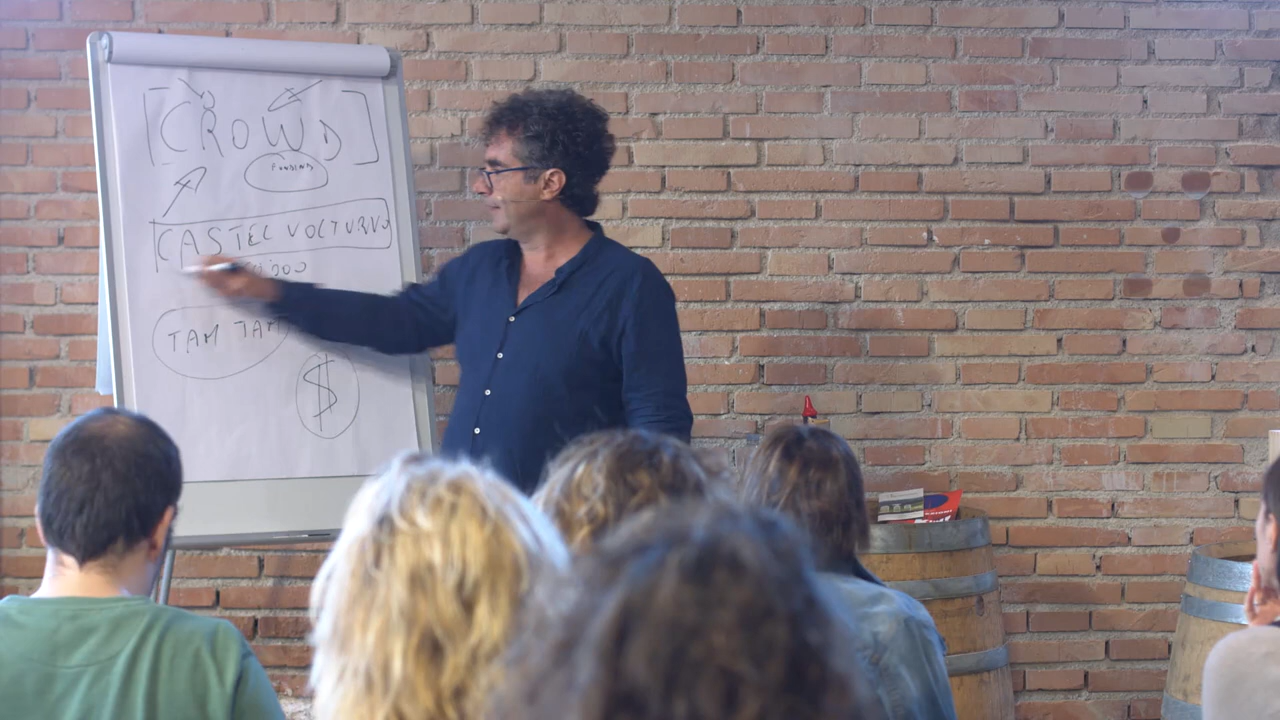 [CROWD]
FUNDING
CASTEL VOLTURNO
TAM TAM
$